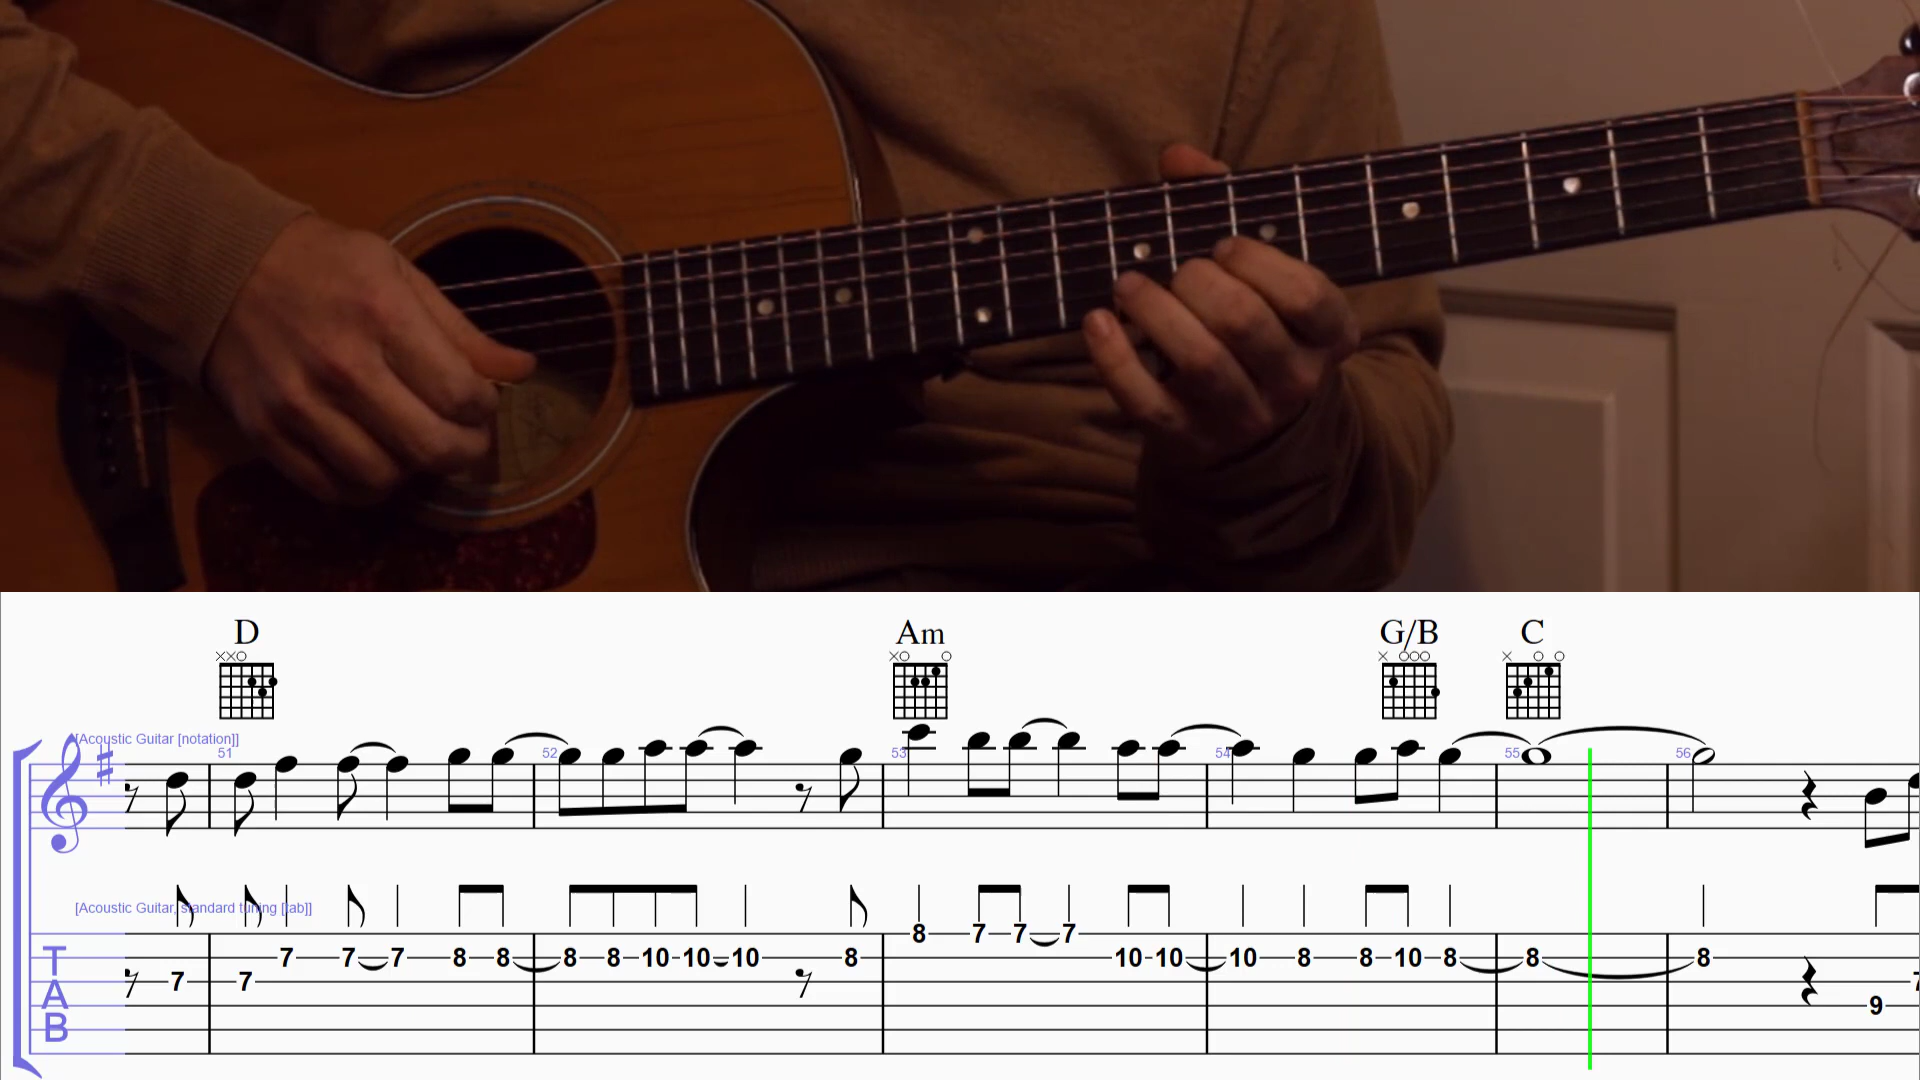 D Am G/B C
[Acoustic Guitar [notation]]
51 52 53 54 55 56
[Acoustic Guitar, standard tuning [tab]]
8 7 7 7
T 7 7 7 8 8 8 8 10 10 10 8 10 10 10 8 8 10 8 8 8
A 7 7 7
9
B